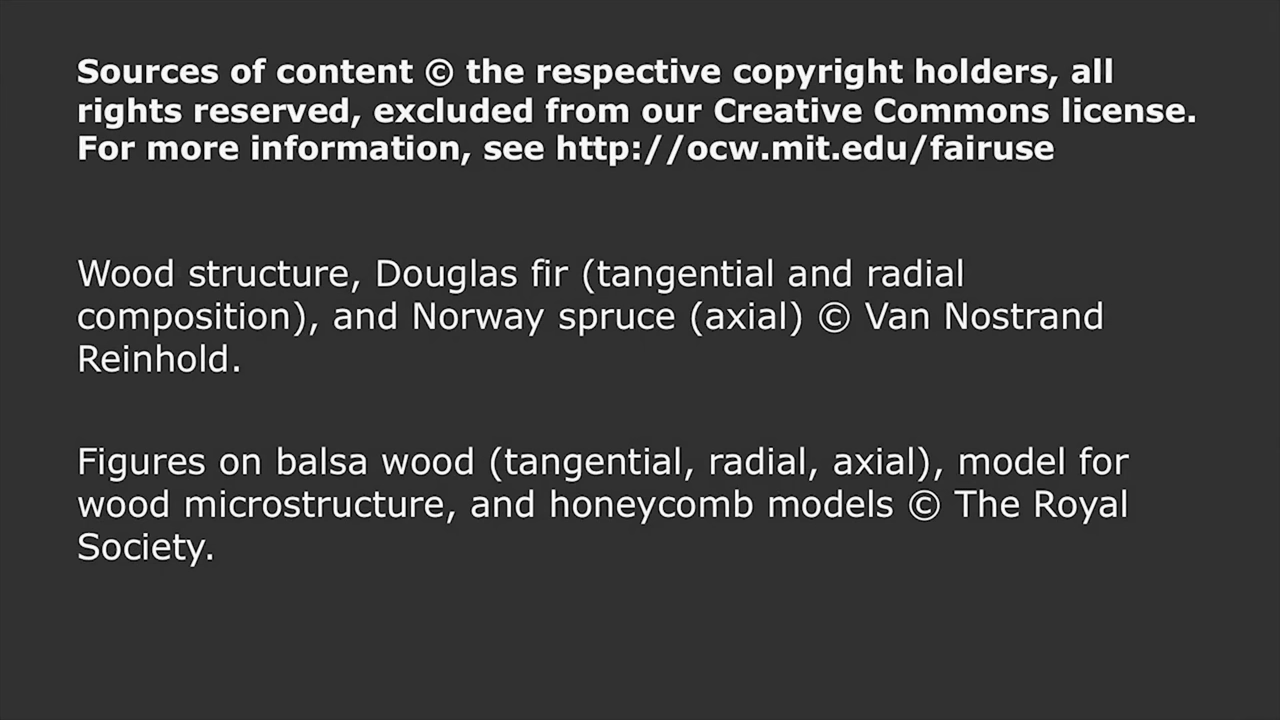 Sources of content © the respective copyright holders, all
rights reserved, excluded from our Creative Commons license.
For more information, see http://ocw.mit.edu/fairuse
Wood structure, Douglas fir (tangential and radial
composition), and Norway spruce (axial) © Van Nostrand
Reinhold.
Figures on balsa wood (tangential, radial, axial), model for
wood microstructure, and honeycomb models © The Royal
Society.